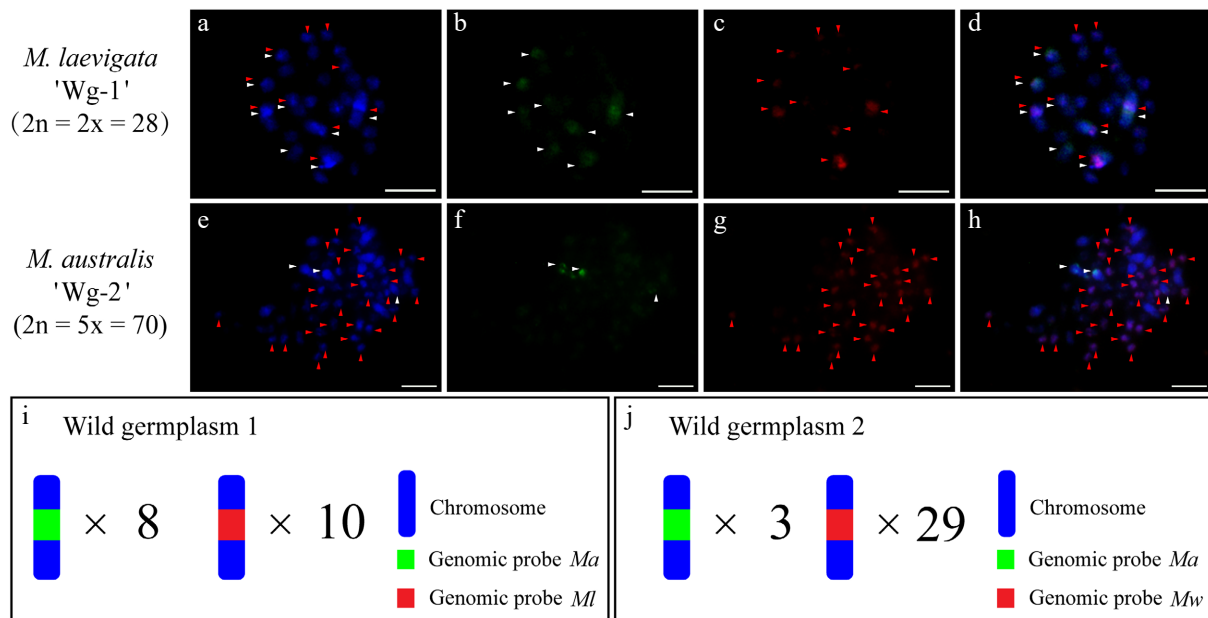 M. laevigata
'Wg-1'
(2n = 2x = 28)
a
b
c
d
M. australis
'Wg-2'
(2n = 5x = 70)
e
f
g
h
i
Wild germplasm 1
× 8
× 10
Chromosome
Genomic probe Ma
Genomic probe Ml
j
Wild germplasm 2
× 3
× 29
Chromosome
Genomic probe Ma
Genomic probe Mw